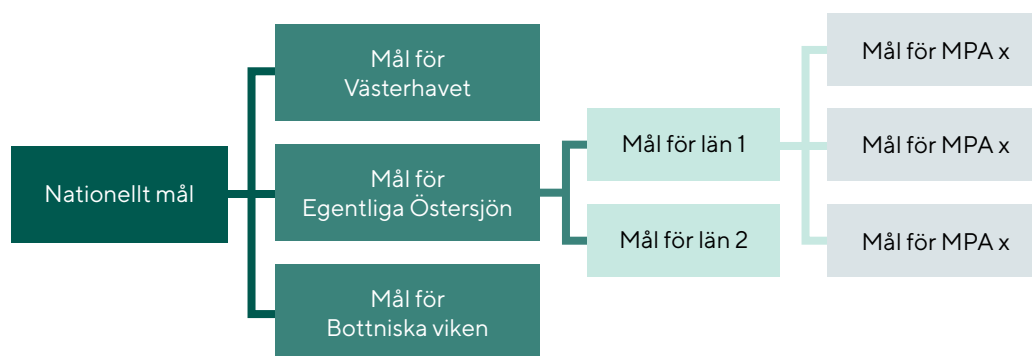 Nationellt mål
Mål för
Västerhavet
Mål för
Egentliga Östersjön
Mål för
Bottniska viken
Mål för län 1
Mål för län 2
Mål för MPA x
Mål för MPA x
Mål för MPA x